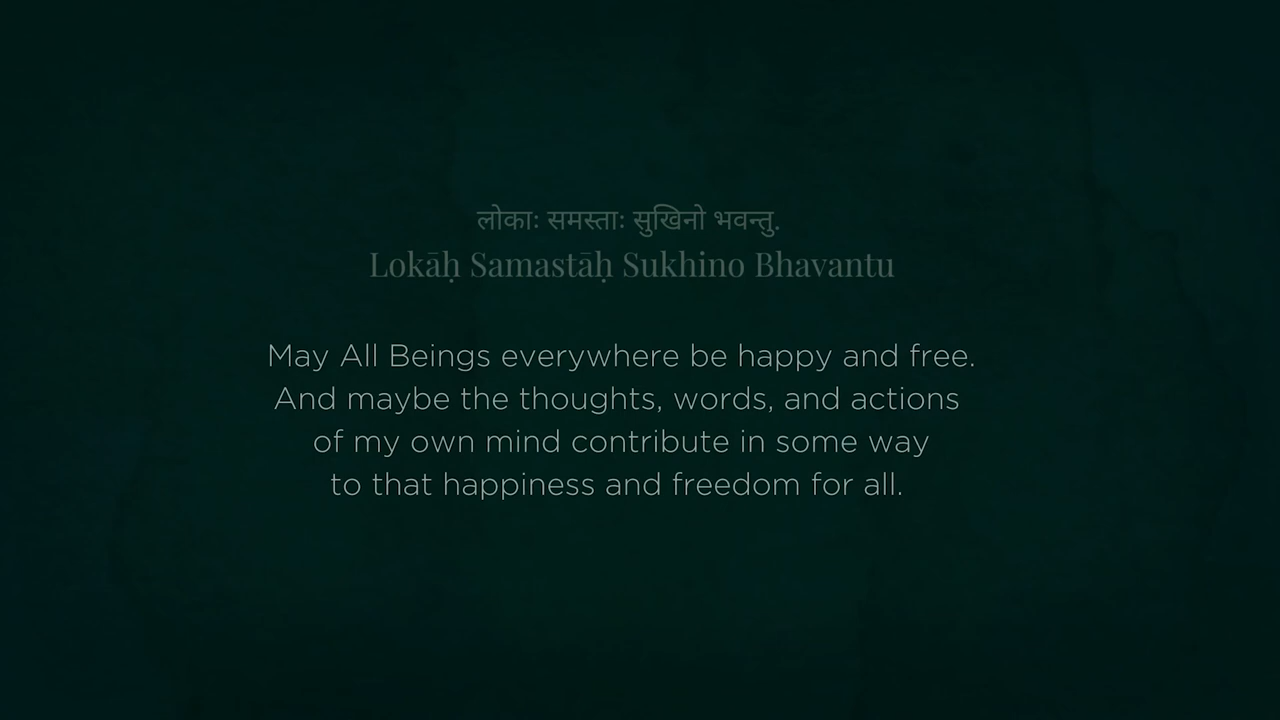 लोकाः समस्ताः सुखिनो भवन्तु.
Lokāḥ Samastāḥ Sukhino Bhavantu
May All Beings everywhere be happy and free.
And maybe the thoughts, words, and actions
of my own mind contribute in some way
to that happiness and freedom for all.